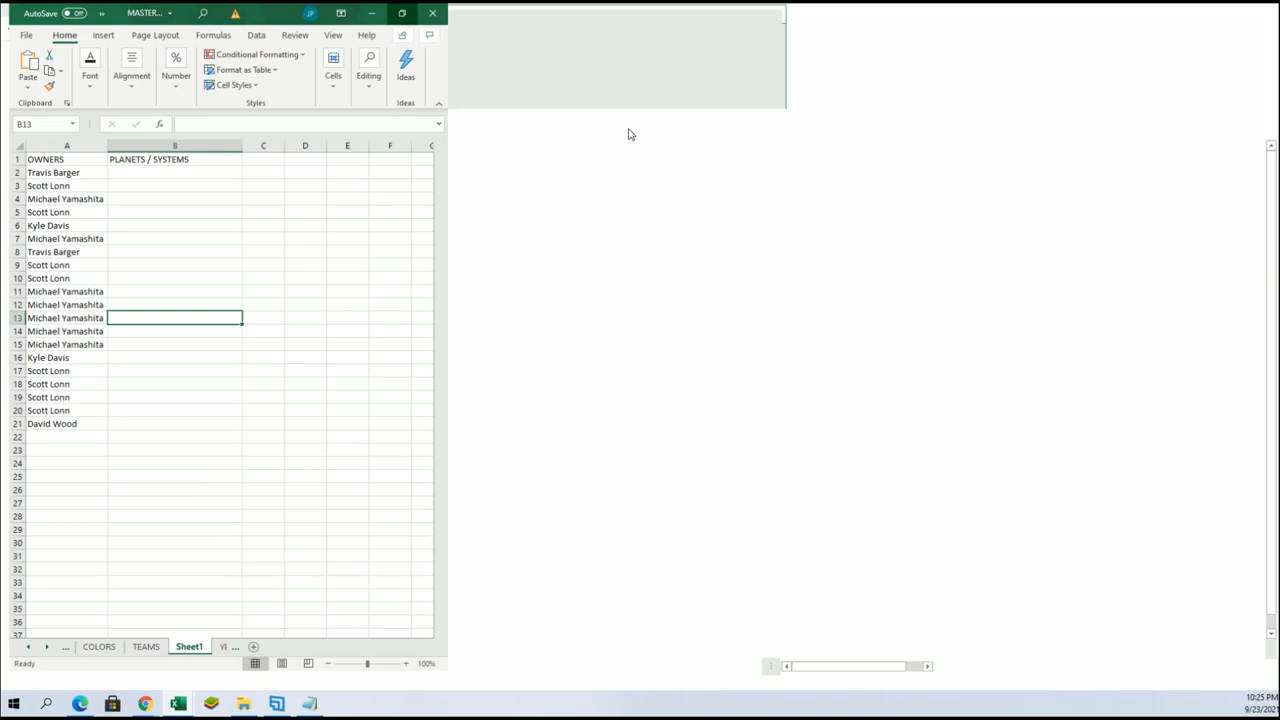 AutoSave Off » MASTER...
JP
File Home Insert Page Layout Formulas Data Review View Help
Paste
Font
Alignment
Number
Conditional Formatting
Format as Table
Cell Styles
Cells
Editing
Ideas
Clipboard
Styles
Ideas
B13
fx
A B C D E F
1 OWNERS PLANETS / SYSTEMS
2 Travis Barger
3 Scott Lonn
4 Michael Yamashita
5 Scott Lonn
6 Kyle Davis
7 Michael Yamashita
8 Travis Barger
9 Scott Lonn
10 Scott Lonn
11 Michael Yamashita
12 Michael Yamashita
13 Michael Yamashita
14 Michael Yamashita
15 Michael Yamashita
16 Kyle Davis
17 Scott Lonn
18 Scott Lonn
19 Scott Lonn
20 Scott Lonn
21 David Wood
22
23
24
25
26
27
28
29
30
31
32
33
34
35
36
37
... COLORS TEAMS Sheet1 ...
Ready
100%
10:25 PM